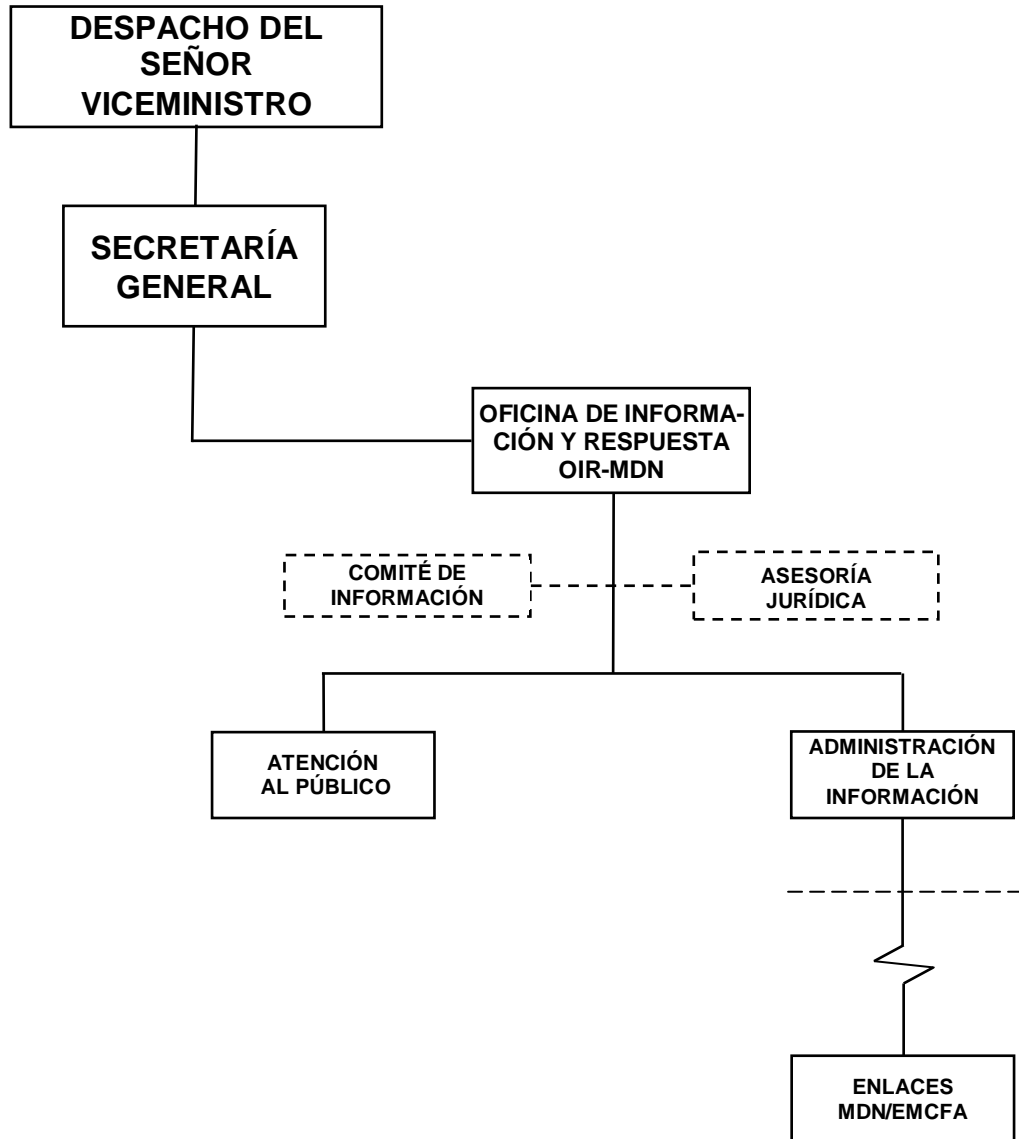 DESPACHO DEL
SEÑOR
VICEMINISTRO
SECRETARÍA
GENERAL
OFICINA DE INFORMA-
CIÓN Y RESPUESTA
OIR-MDN
COMITÉ DE
INFORMACIÓN
ASESORÍA
JURÍDICA
ATENCIÓN
AL PÚBLICO
ADMINISTRACIÓN
DE LA
INFORMACIÓN
ENLACES
MDN/EMCFA